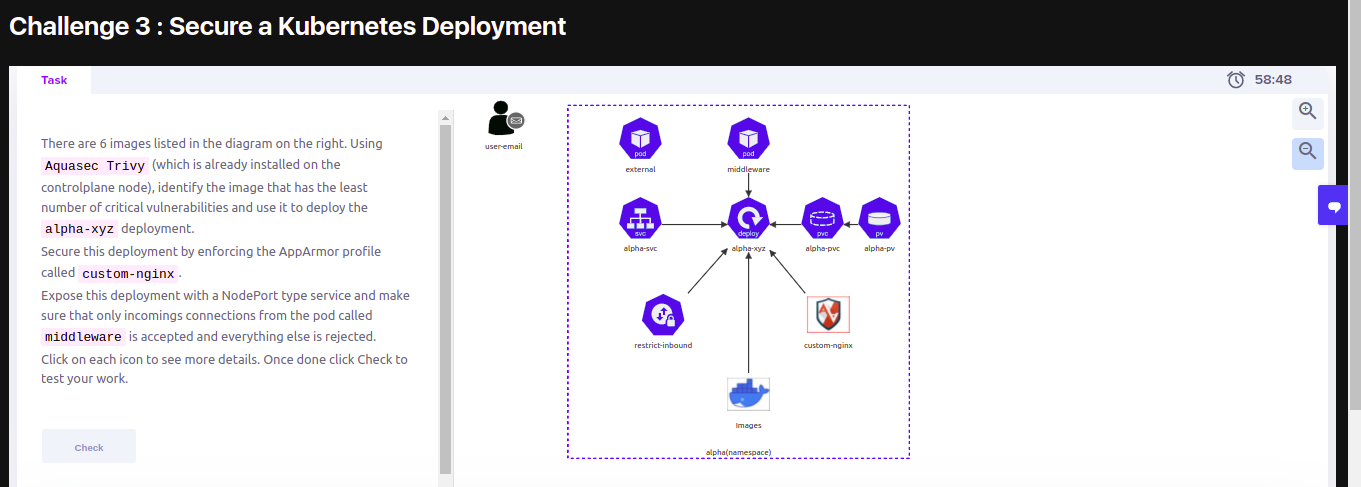 Challenge 3 : Secure a Kubernetes Deployment
Task
58:48
There are 6 images listed in the diagram on the right. Using
Aquasec Trivy (which is already installed on the
controlplane node), identify the image that has the least
number of critical vulnerabilities and use it to deploy the
alpha-xyz deployment.
Secure this deployment by enforcing the AppArmor profile
called custom-nginx.
Expose this deployment with a NodePort type service and make
sure that only incomings connections from the pod called
middleware is accepted and everything else is rejected.
Click on each icon to see more details. Once done click Check to
test your work.
Check
user-email
pod
external
pod
middleware
svc
alpha-svc
deploy
alpha-xyz
pvc
alpha-pvc
pv
alpha-pv
restrict-inbound
custom-nginx
Images
alpha(namespace)